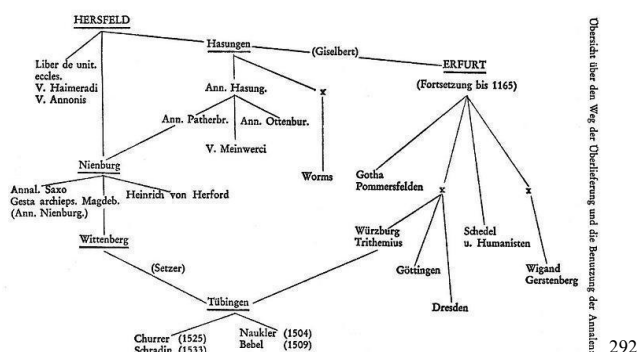 HERSFELD
Hasungen
(Giselbert)
ERFURT
(Fortsetzung bis 1165)
Liber de unit.
eccles.
V. Haimeradi
V. Annonis
Ann. Hasung.
x
Ann. Patherbr.
Ann. Ottenbur.
V. Meinwerci
Worms
Nienburg
Annal. Saxo
Gesta archieps. Magdeb.
(Ann. Nienburg.)
Heinrich von Herford
Gotha
Pommersfelden
x
x
Wittenberg
(Setzer)
Würzburg
Trithemius
Göttingen
Dresden
Schedel
u. Humanisten
Wigand
Gerstenberg
Tübingen
Churrer (1525)
Schradin (1533)
Naukler (1504)
Bebel (1509)
Übersicht über den Weg der Überlieferung und die Benutzung der Annalen
292